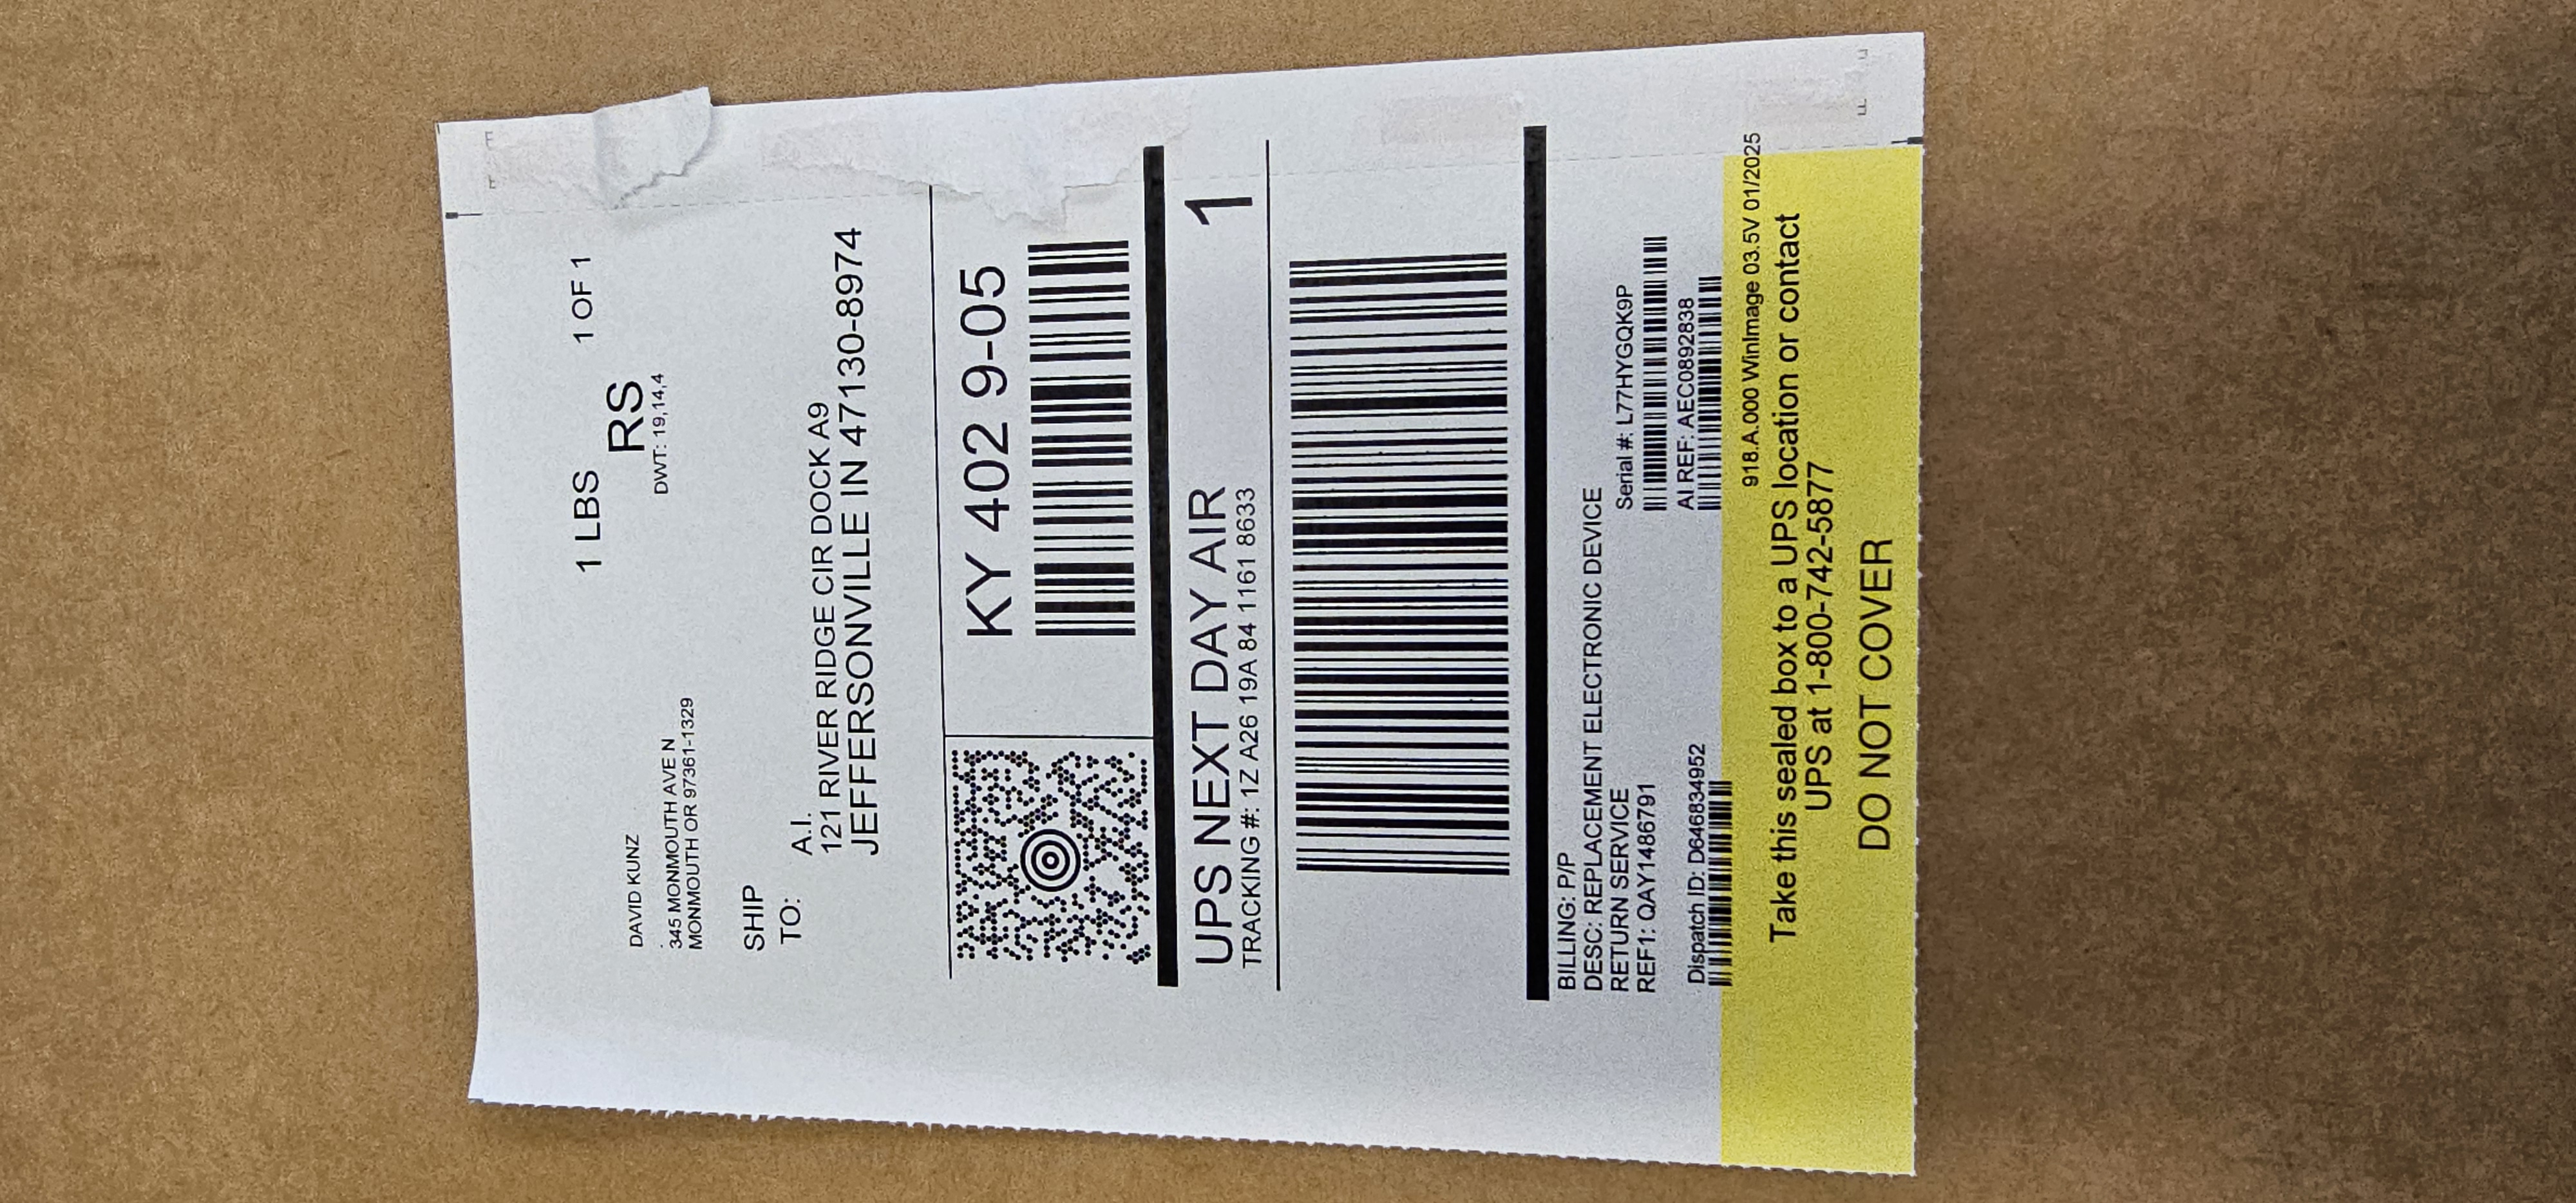 1 LBS 1 OF 1
RS
DWT: 19,14,4
DAVID KUNZ
.
345 MONMOUTH AVE N
MONMOUTH OR 97361-1329
SHIP
TO:
A.I.
121 RIVER RIDGE CIR DOCK A9
JEFFERSONVILLE IN 47130-8974
KY 402 9-05
UPS NEXT DAY AIR 1
TRACKING #: 1Z A26 19A 84 1161 8633
BILLING: P/P
DESC: REPLACEMENT ELECTRONIC DEVICE
RETURN SERVICE
REF1: QAY11486791
Serial #: L77HYGQK9P
AI REF: AEC0892838
Dispatch ID: D6468834952
918.A.000 WinImage 03.5V 01/2025
Take this sealed box to a UPS location or contact
UPS at 1-800-742-5877
DO NOT COVER